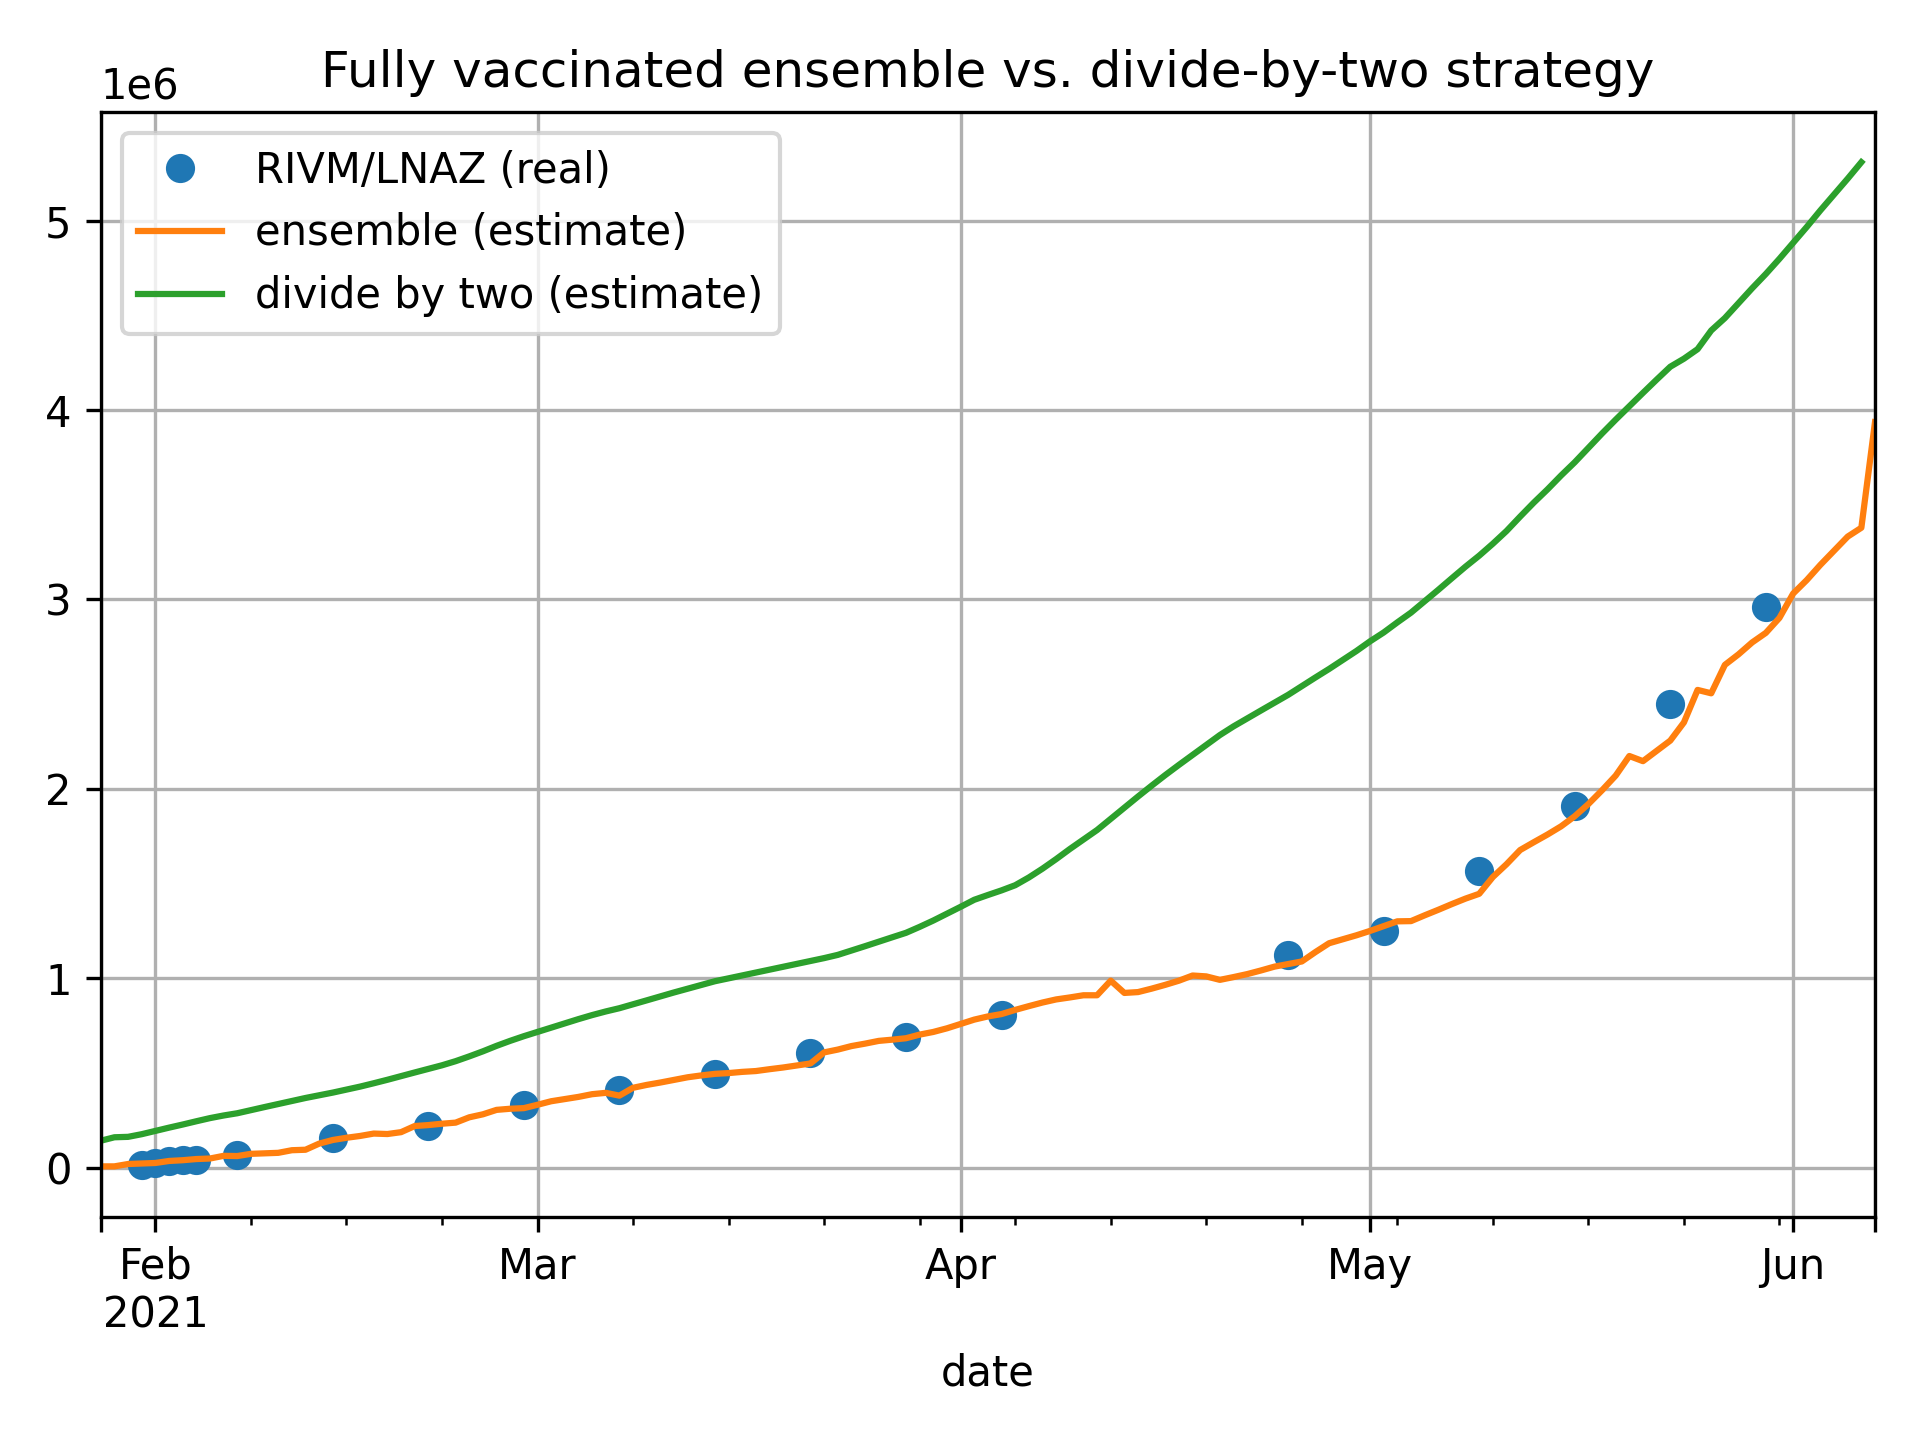 Fully vaccinated ensemble vs. divide-by-two strategy
1e6
RIVM/LNAZ (real)
ensemble (estimate)
divide by two (estimate)
5
4
3
2
1
0
Feb
2021
Mar
Apr
May
Jun
date